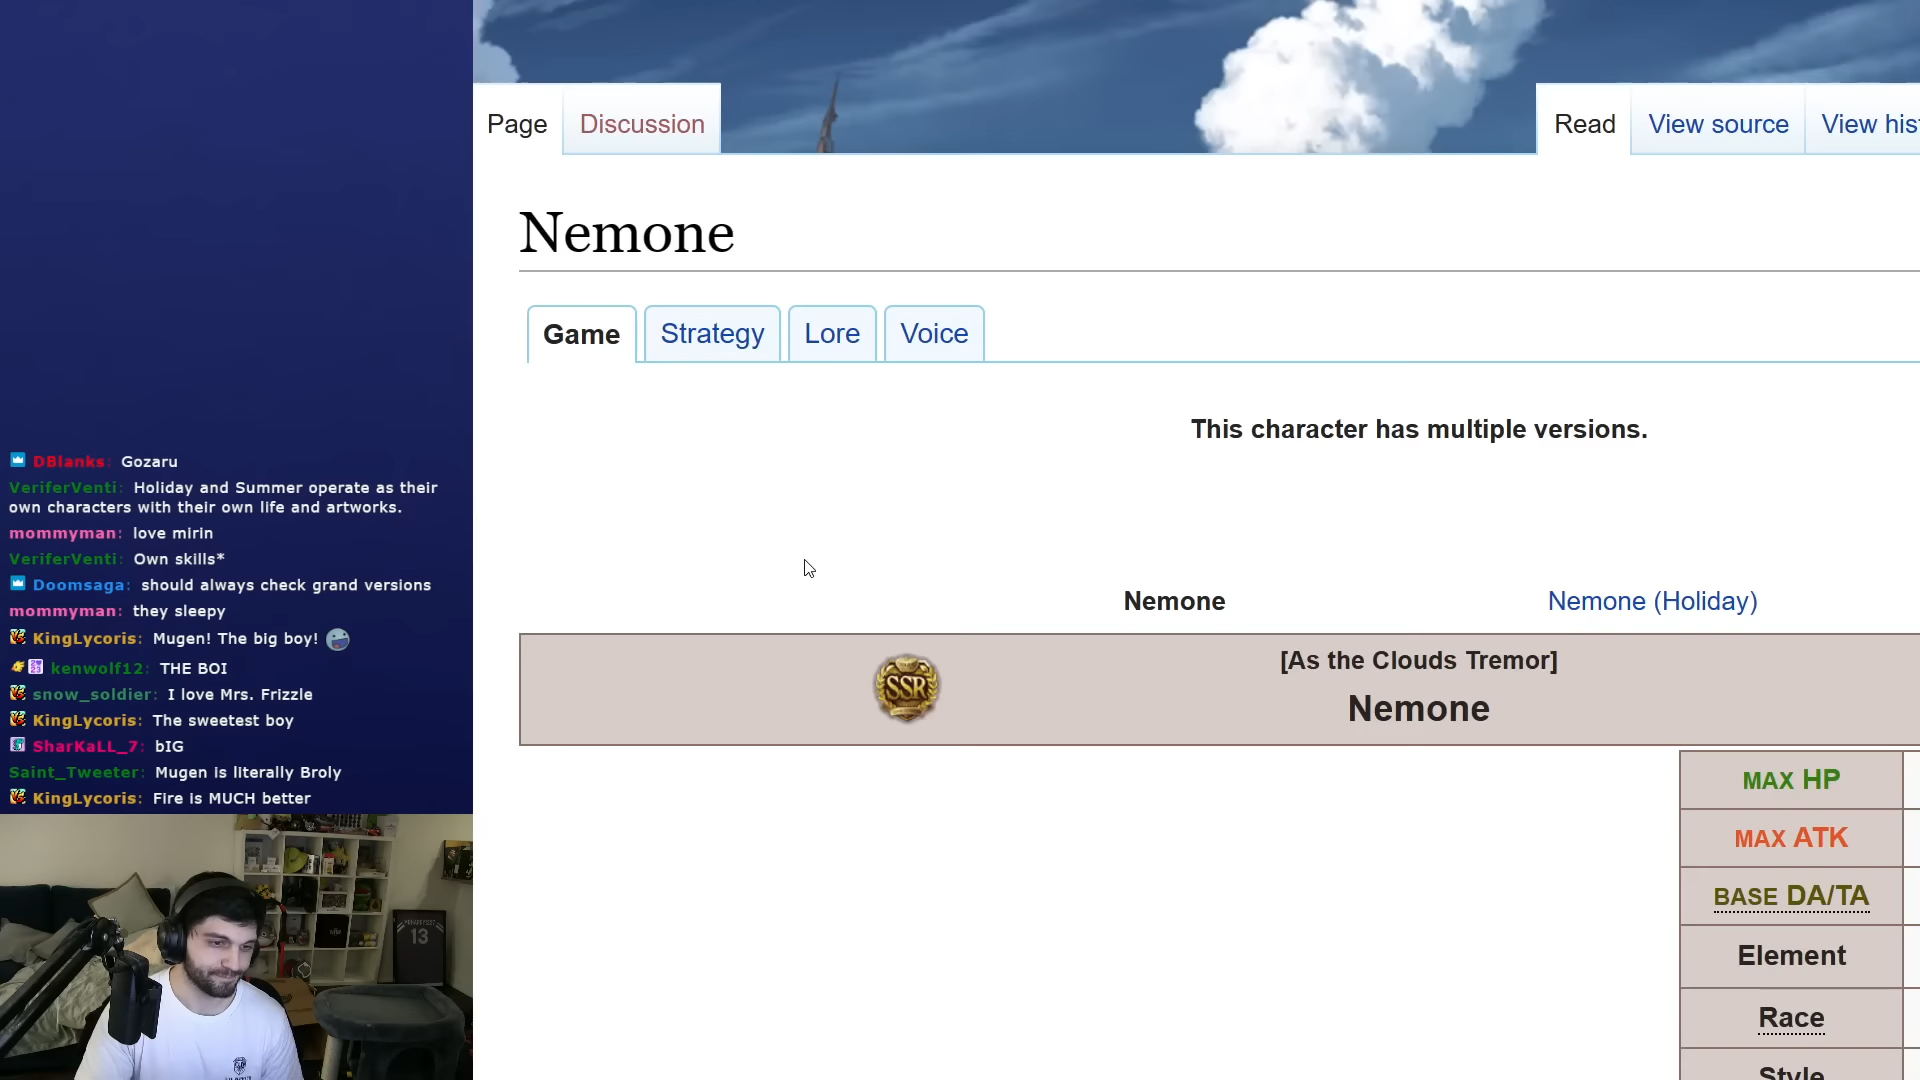 Page
Discussion
Read
View source
View his
Nemone
Game
Strategy
Lore
Voice
This character has multiple versions.
Nemone
Nemone (Holiday)
SSR
[As the Clouds Tremor]
Nemone
MAX HP
MAX ATK
BASE DA/TA
Element
Race
Style
DBlanks: Gozaru
VeriferVenti: Holiday and Summer operate as their
own characters with their own life and artworks.
mommyman: love mirin
VeriferVenti: Own skills*
Doomsaga: should always check grand versions
mommyman: they sleepy
KingLycoris: Mugen! The big boy!
kenwolf12: THE BOI
snow_soldier: I love Mrs. Frizzle
KingLycoris: The sweetest boy
SharKaLL_7: bIG
Saint_Tweeter: Mugen is literally Broly
KingLycoris: Fire is MUCH better
13